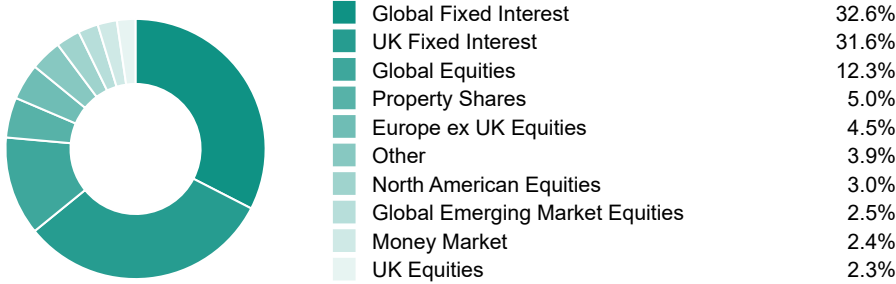 Global Fixed Interest 32.6%
UK Fixed Interest 31.6%
Global Equities 12.3%
Property Shares 5.0%
Europe ex UK Equities 4.5%
Other 3.9%
North American Equities 3.0%
Global Emerging Market Equities 2.5%
Money Market 2.4%
UK Equities 2.3%